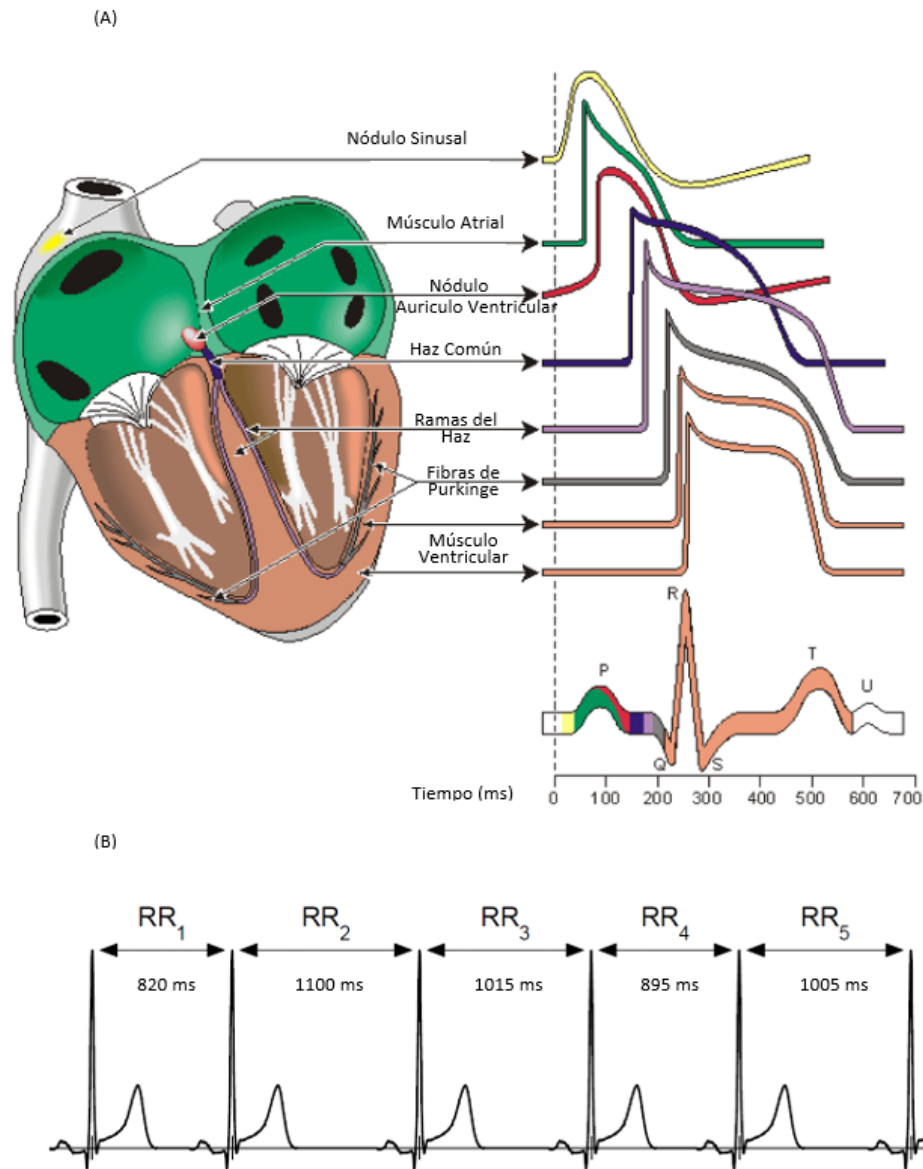 (A)
Nódulo Sinusal
Músculo Atrial
Nódulo
Auriculo Ventricular
Haz Común
Ramas del
Haz
Fibras de
Purkinge
Músculo
Ventricular
R
P
T
U
Q
S
Tiempo (ms)
0 100 200 300 400 500 600 700
(B)
RR1 RR2 RR3 RR4 RR5
820 ms 1100 ms 1015 ms 895 ms 1005 ms